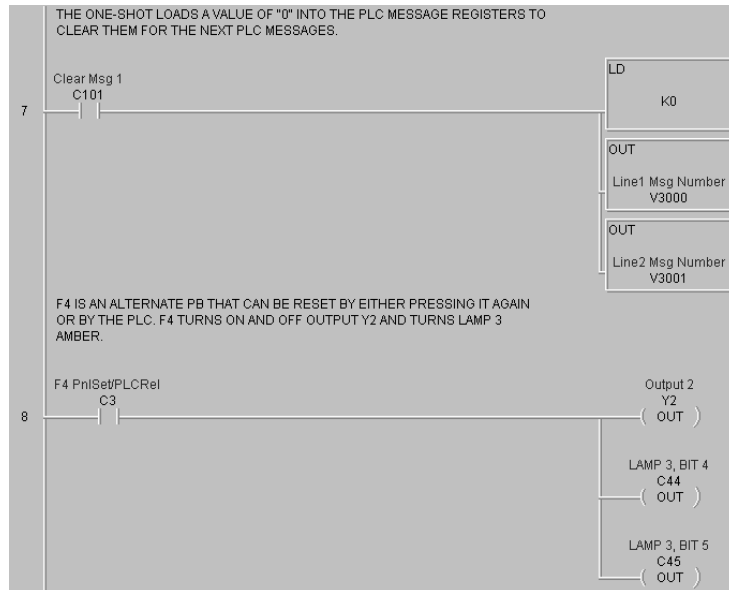 THE ONE-SHOT LOADS A VALUE OF "0" INTO THE PLC MESSAGE REGISTERS TO
CLEAR THEM FOR THE NEXT PLC MESSAGES.
Clear Msg 1
C101
7
LD
K0
OUT
Line1 Msg Number
V3000
OUT
Line2 Msg Number
V3001
F4 IS AN ALTERNATE PB THAT CAN BE RESET BY EITHER PRESSING IT AGAIN
OR BY THE PLC. F4 TURNS ON AND OFF OUTPUT Y2 AND TURNS LAMP 3
AMBER.
F4 PnlSet/PLCRel
C3
8
Output 2
Y2
( OUT )
LAMP 3, BIT 4
C44
( OUT )
LAMP 3, BIT 5
C45
( OUT )